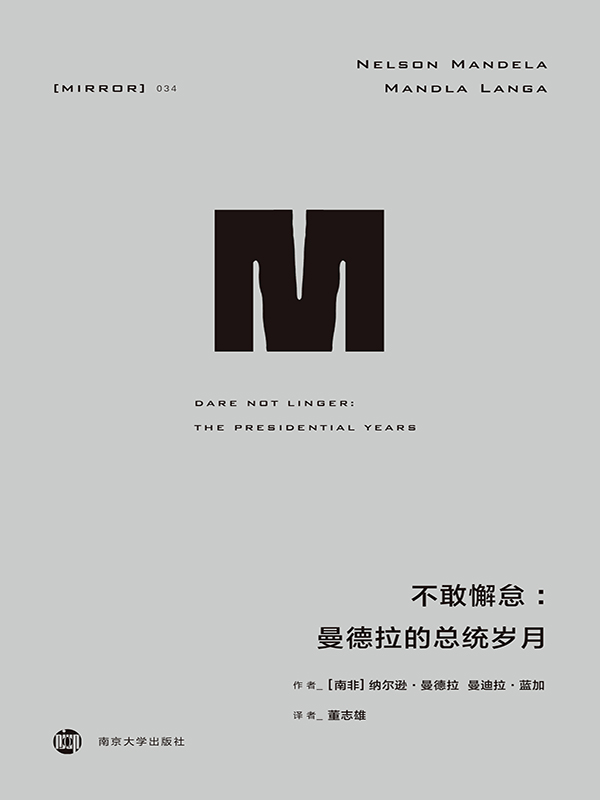 NELSON MANDELA
[MIRROR] 034
MANDLA LANGA
M
DARE NOT LINGER:
THE PRESIDENTIAL YEARS
不敢懈怠：
曼德拉的总统岁月
作者_ [南非] 纳尔逊·曼德拉 曼迪拉·蓝加
译者_ 董志雄
南京大学出版社